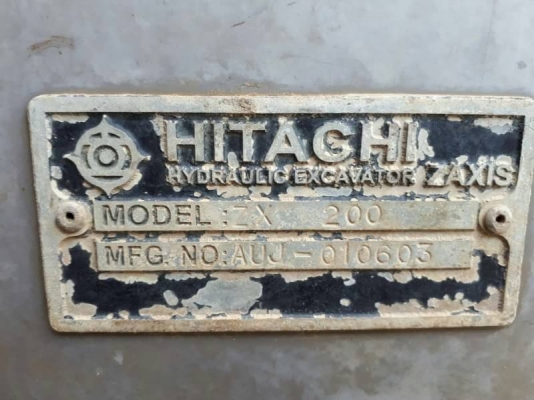 HITACHI
HYDRAULIC EXCAVATOR ZAXIS
MODEL:ZX 200
MFG. NO:AUJ-010603